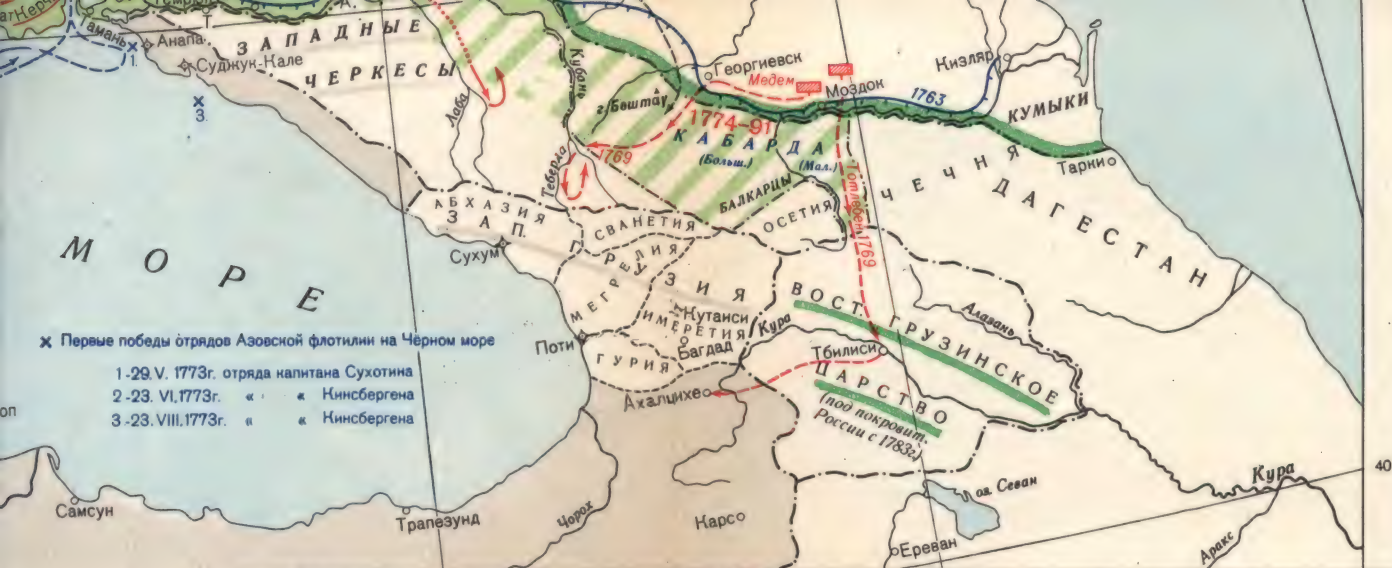 Тамань
Анапа
1.
Суджук-Кале
3.
ЗАПАДНЫЕ
ЧЕРКЕСЫ
Лаба
Кубань
г. Бештау
Теберда
Георгиевск
Медем
Моздок
1763
Кизляр
КУМЫКИ
Тарки
1774-91
КАБАРДА
(Больш.)
(Мал.)
1769
Тотлебен 1769
БАЛКАРЦЫ
ОСЕТИЯ
ЧЕЧНЯ
ДАГЕСТАН
АБХАЗИЯ
СВАНЕТИЯ
ЗАП. ГРУЗИЯ
Сухум
МЕГРЕЛИЯ
Кутаиси
ИМЕРЕТИЯ
Багдад
ГУРИЯ
Поти
Кура
Тбилиси
Ахалцихе
Алазань
ВОСТ. ГРУЗИНСКОЕ
ЦАРСТВО
(под покровит.
России с 1783г.)
МОРЕ
x Первые победы отрядов Азовской флотилии на Чёрном море
1-29.V. 1773г. отряда капитана Сухотина
2-23. VI.1773г. « « Кинсбергена
3-23.VIII.1773г. « « Кинсбергена
Самсун
Трапезунд
Чорох
Карс
оз. Севан
Ереван
Кура
Аракс
40